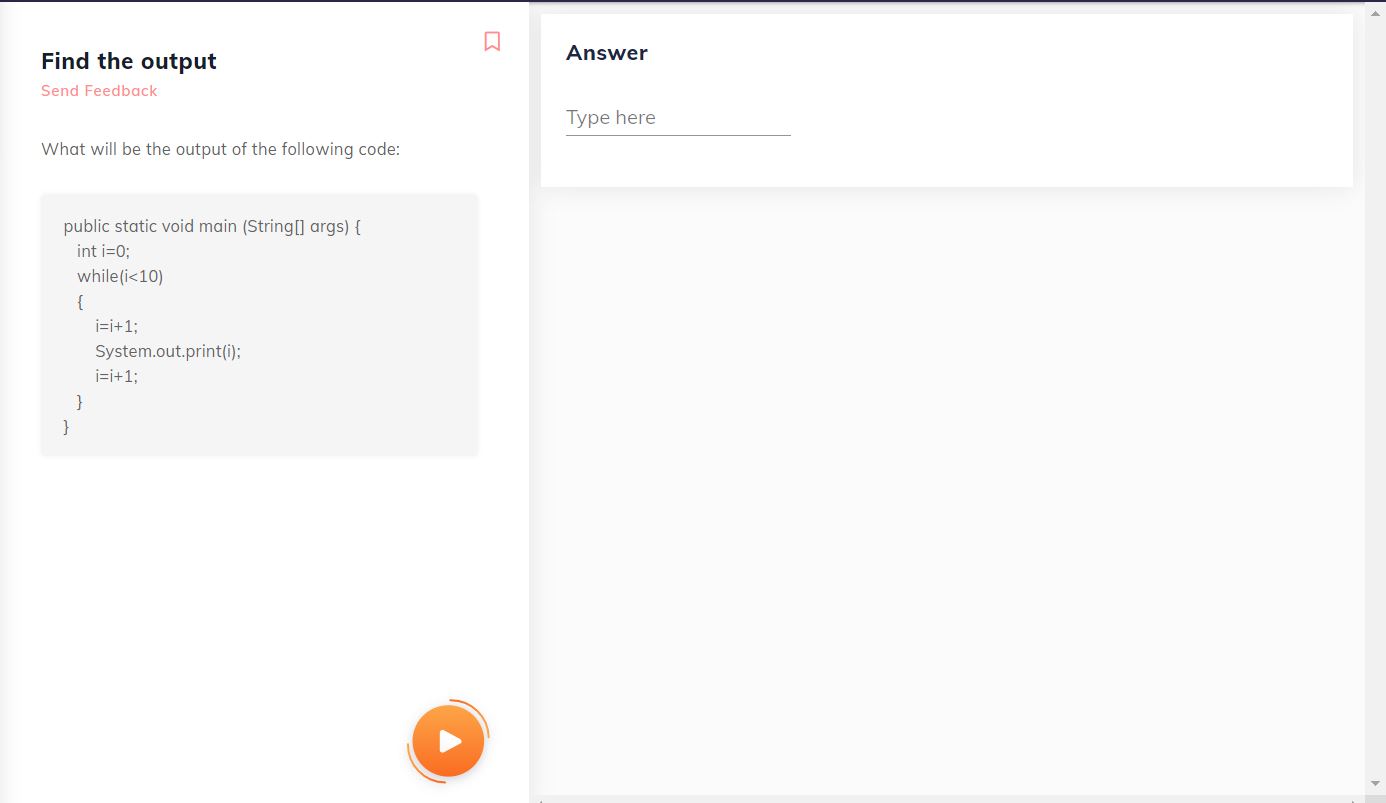 Find the output
Send Feedback
What will be the output of the following code:
public static void main (String[] args) {
int i=0;
while(i<10)
{
i=i+1;
System.out.print(i);
i=i+1;
}
}
Answer
Type here